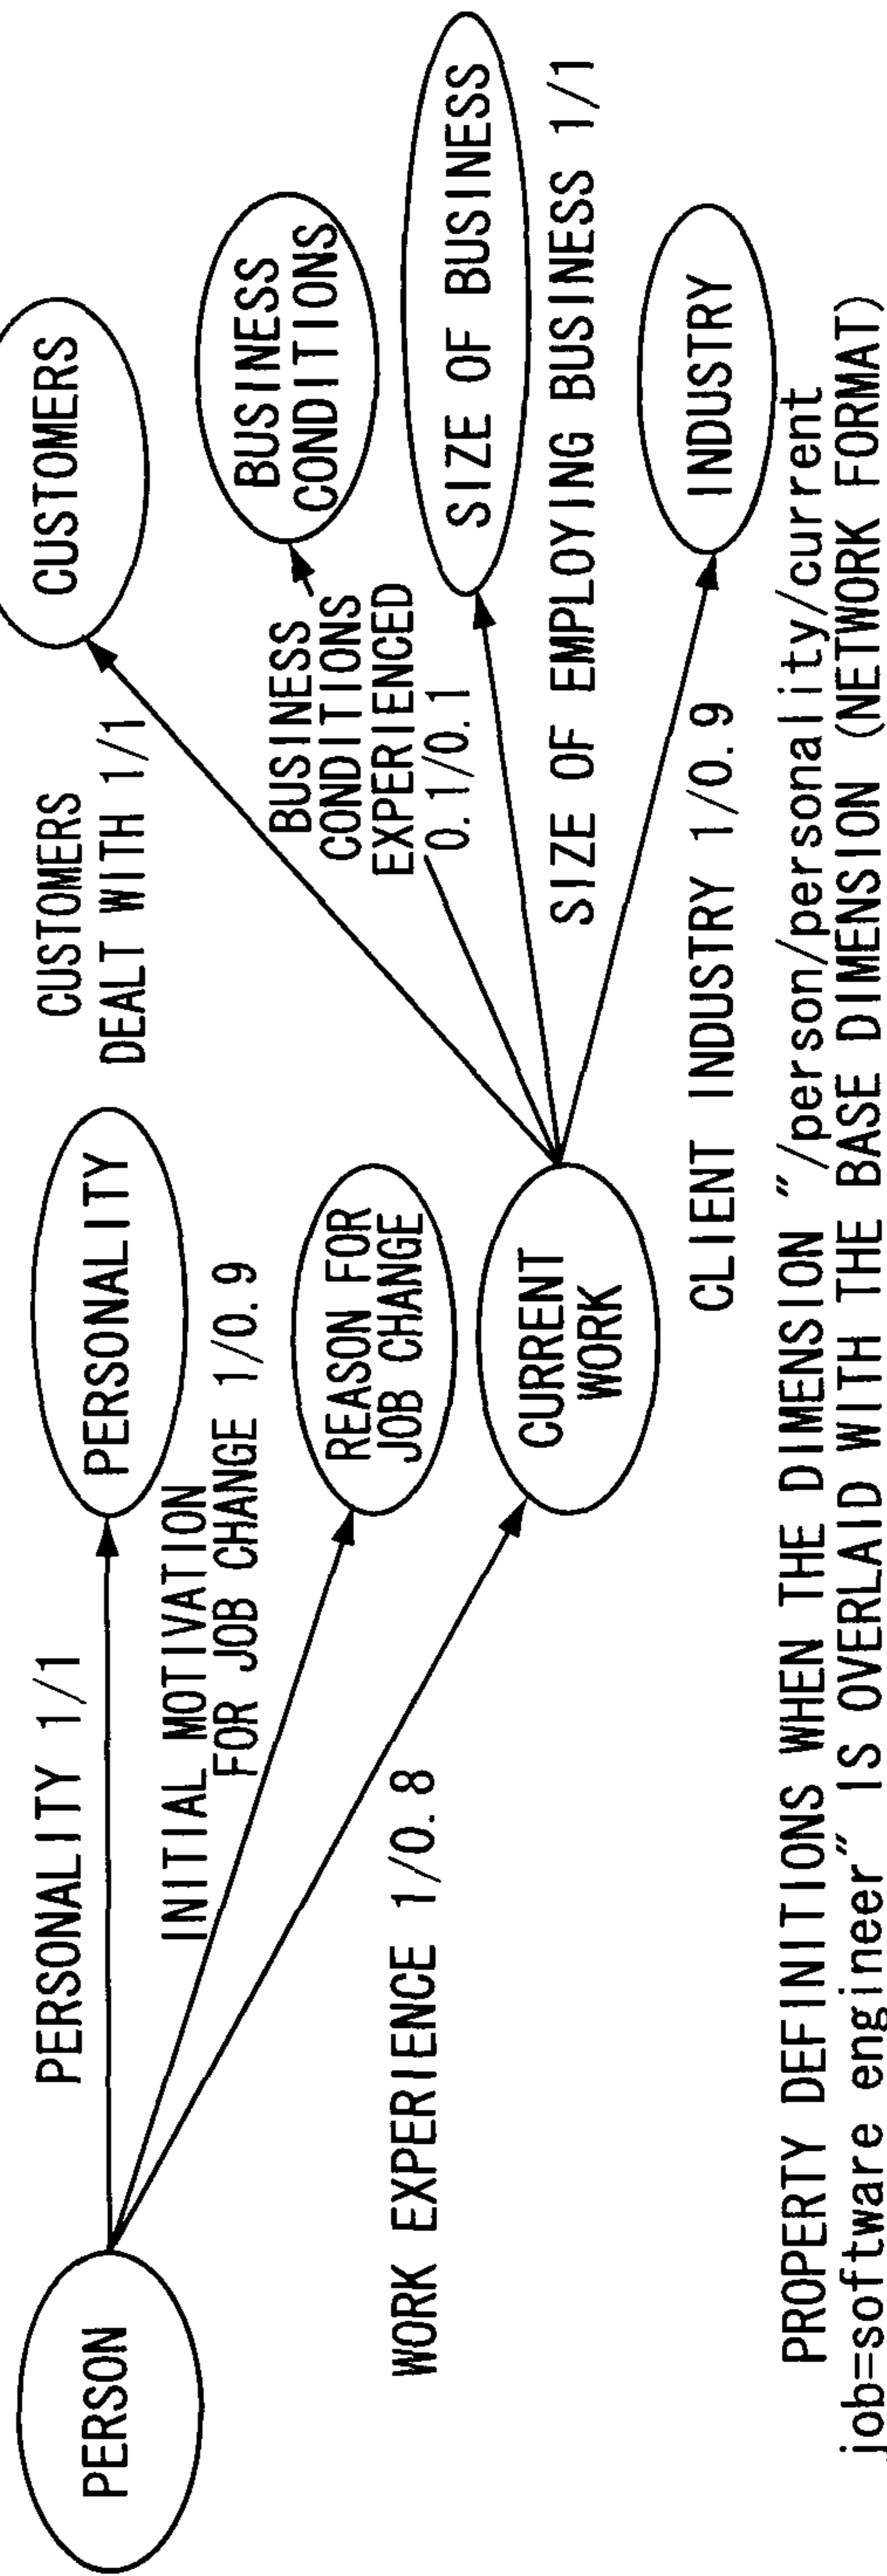 PERSON
PERSONALITY 1/1
PERSONALITY
INITIAL MOTIVATION
FOR JOB CHANGE 1/0.9
REASON FOR
JOB CHANGE
WORK EXPERIENCE 1/0.8
CURRENT
WORK
CUSTOMERS
DEALT WITH 1/1
CUSTOMERS
BUSINESS
CONDITIONS
EXPERIENCED
0.1/0.1
BUSINESS
CONDITIONS
SIZE OF BUSINESS
SIZE OF EMPLOYING BUSINESS 1/1
CLIENT INDUSTRY 1/0.9
INDUSTRY
PROPERTY DEFINITIONS WHEN THE DIMENSION "/person/personality/current
job=software engineer" IS OVERLAID WITH THE BASE DIMENSION (NETWORK FORMAT)